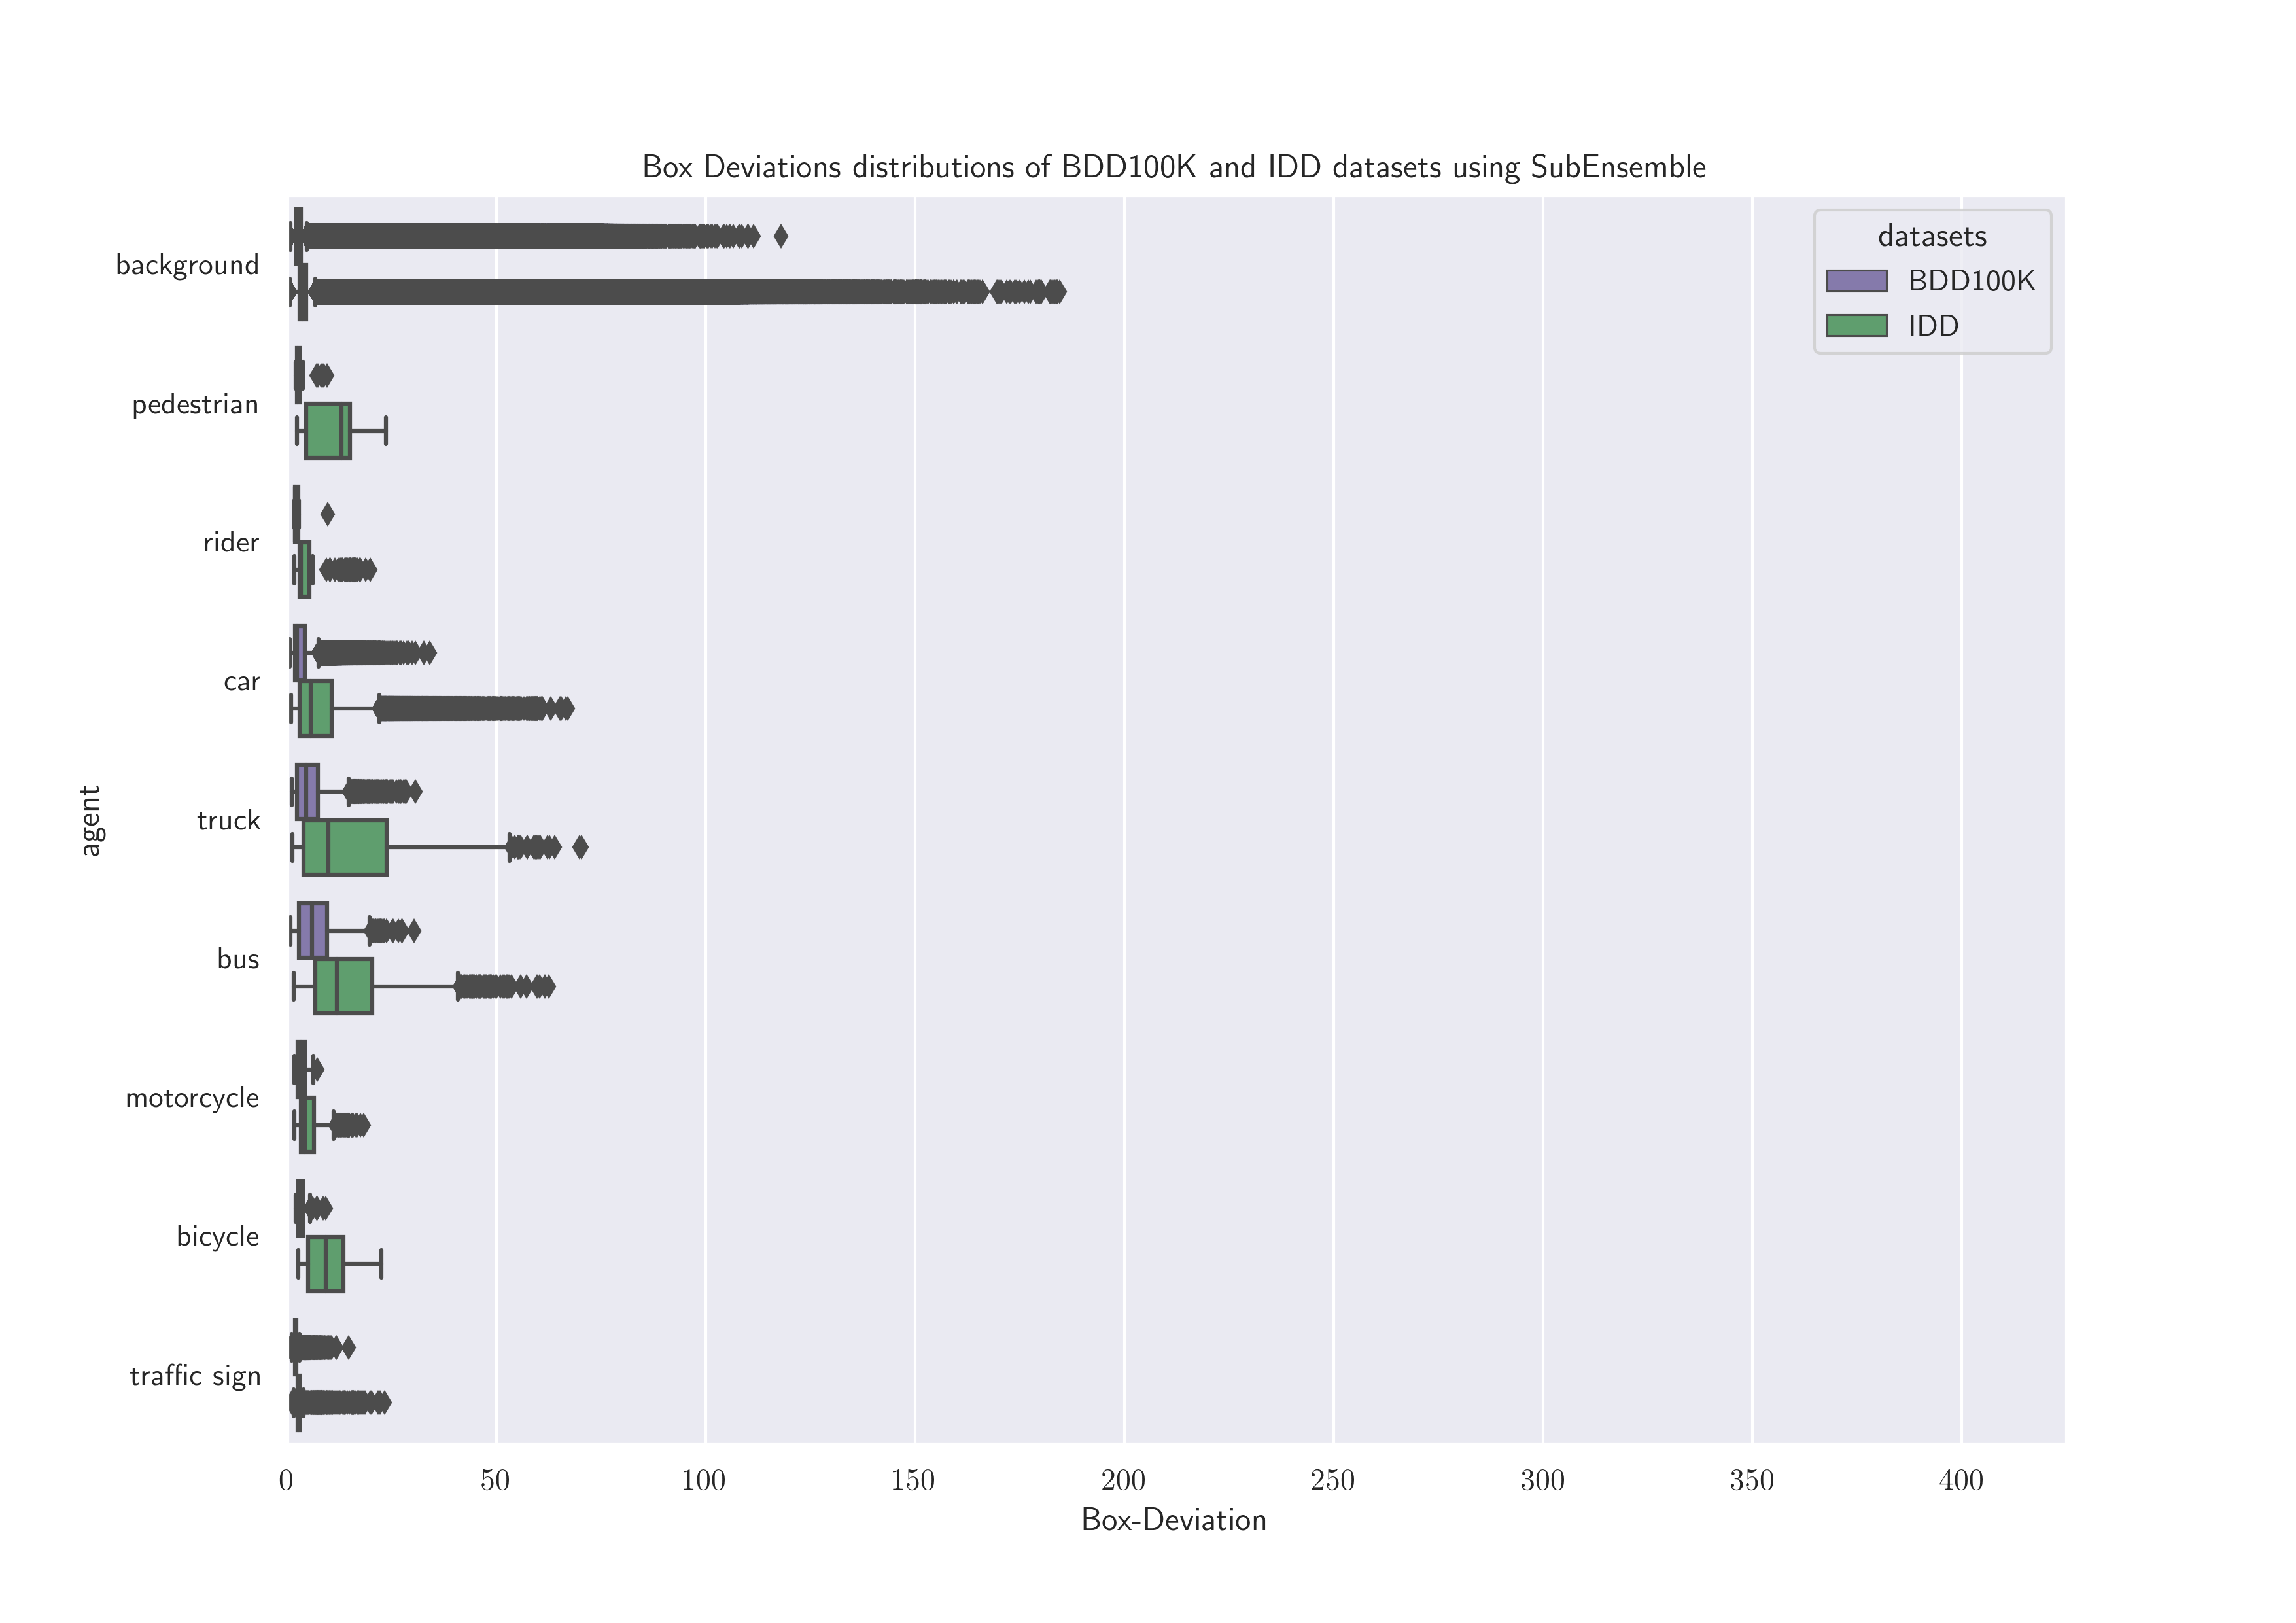 Box Deviations distributions of BDD100K and IDD datasets using SubEnsemble
datasets
BDD100K
IDD
agent
background
pedestrian
rider
car
truck
bus
motorcycle
bicycle
traffic sign
0 50 100 150 200 250 300 350 400
Box-Deviation